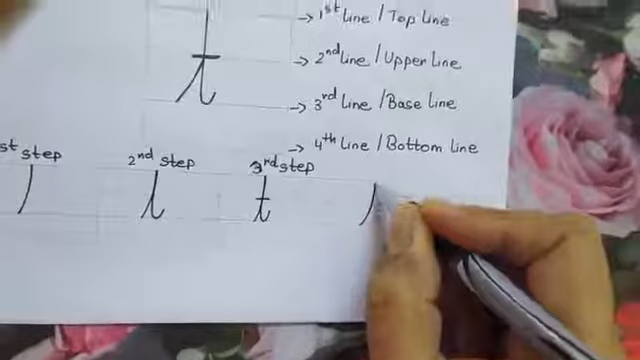 t
→ 1st Line / Top Line
→ 2nd Line / Upper Line
→ 3rd Line / Base Line
→ 4th Line / Bottom Line
st step 2nd step 3rd step
t